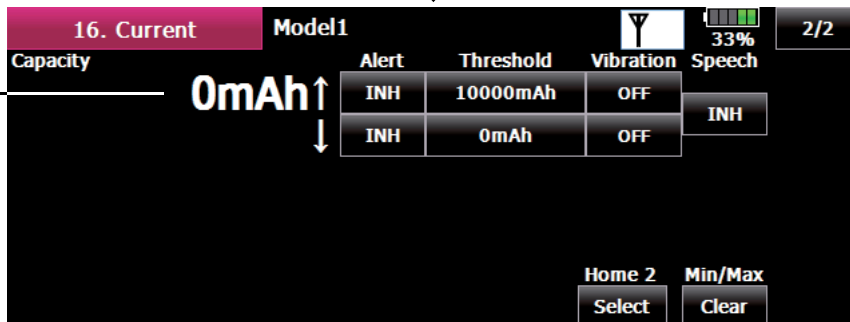 16. Current Model1 33% 2/2
Capacity Alert Threshold Vibration Speech
0mAh↑ INH 10000mAh OFF INH
↓ INH 0mAh OFF
Home 2 Min/Max
Select Clear